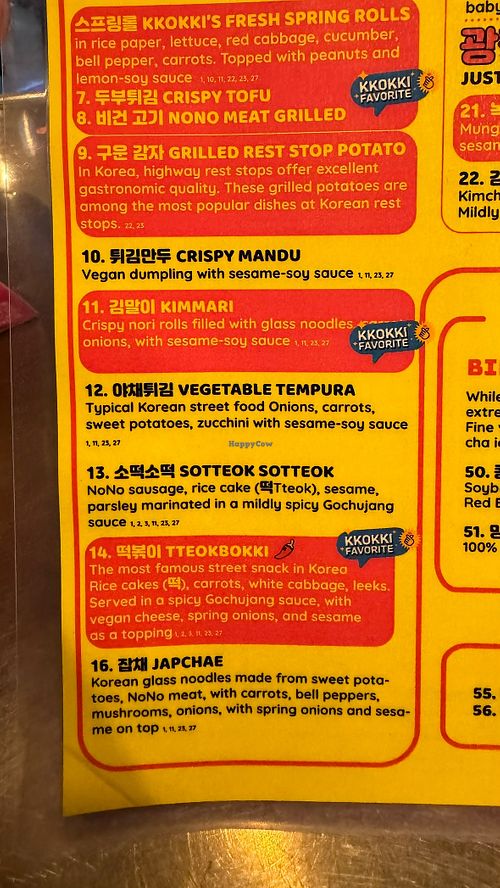 스프링롤 KKOKKI'S FRESH SPRING ROLLS
in rice paper, lettuce, red cabbage, cucumber,
bell pepper, carrots. Topped with peanuts and
lemon-soy sauce 1, 10, 11, 22, 23, 27
7. 두부튀김 CRISPY TOFU
8. 비건 고기 NONO MEAT GRILLED
KKOKKI
FAVORITE
9. 구운 감자 GRILLED REST STOP POTATO
In Korea, highway rest stops offer excellent
gastronomic quality. These grilled potatoes are
among the most popular dishes at Korean rest
stops. 22, 23
10. 튀김만두 CRISPY MANDU
Vegan dumpling with sesame-soy sauce 1, 11, 23, 27
11. 김말이 KIMMARI
Crispy nori rolls filled with glass noodles
onions, with sesame-soy sauce 1, 11, 23, 27
KKOKKI
FAVORITE
12. 야채튀김 VEGETABLE TEMPURA
Typical Korean street food Onions, carrots,
sweet potatoes, zucchini with sesame-soy sauce
1, 11, 23, 27
HappyCow
13. 소떡소떡 SOTTEOK SOTTEOK
NoNo sausage, rice cake (떡Tteok), sesame,
parsley marinated in a mildly spicy Gochujang
sauce 1, 2, 3, 11, 23, 27
14. 떡볶이 TTEOKBOKKI
KKOKKI
FAVORITE
The most famous street snack in Korea
Rice cakes (떡), carrots, white cabbage, leeks.
Served in a spicy Gochujang sauce, with
vegan cheese, spring onions, and sesame
as a topping 1, 2, 3, 11, 23, 27
16. 잡채 JAPCHAE
Korean glass noodles made from sweet pota-
toes, NoNo meat, with carrots, bell peppers,
mushrooms, onions, with spring onions and sesa-
me on top 1, 11, 23, 27
baby
JUST
21.
Mung
sesam
22.
Kimch
Mildly
BI
While
extre
Fine
cha
50.
Soyb
Red B
51.
100%
55.
56.